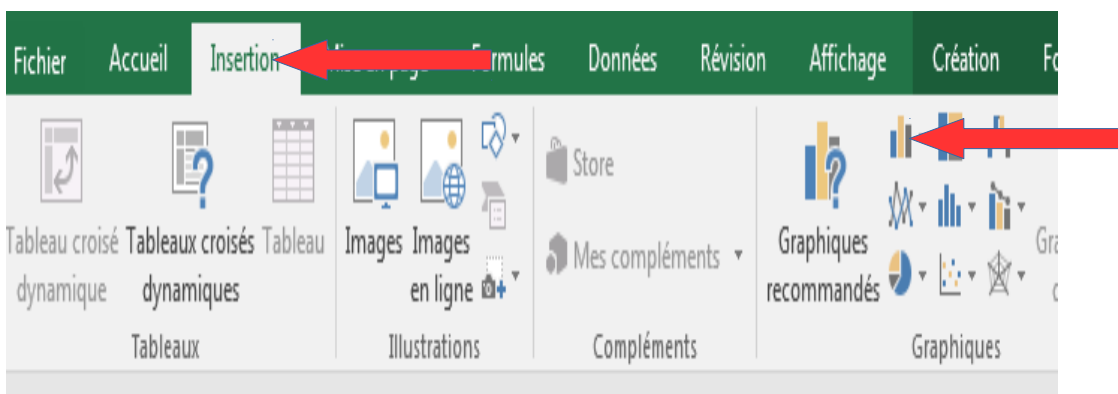 Fichier Accueil Insertion Formules Données Révision Affichage Création
Store
Tableau croisé Tableaux croisés Tableau Images Images Mes compléments Graphiques
dynamique dynamiques en ligne recommandés
Tableaux Illustrations Compléments Graphiques